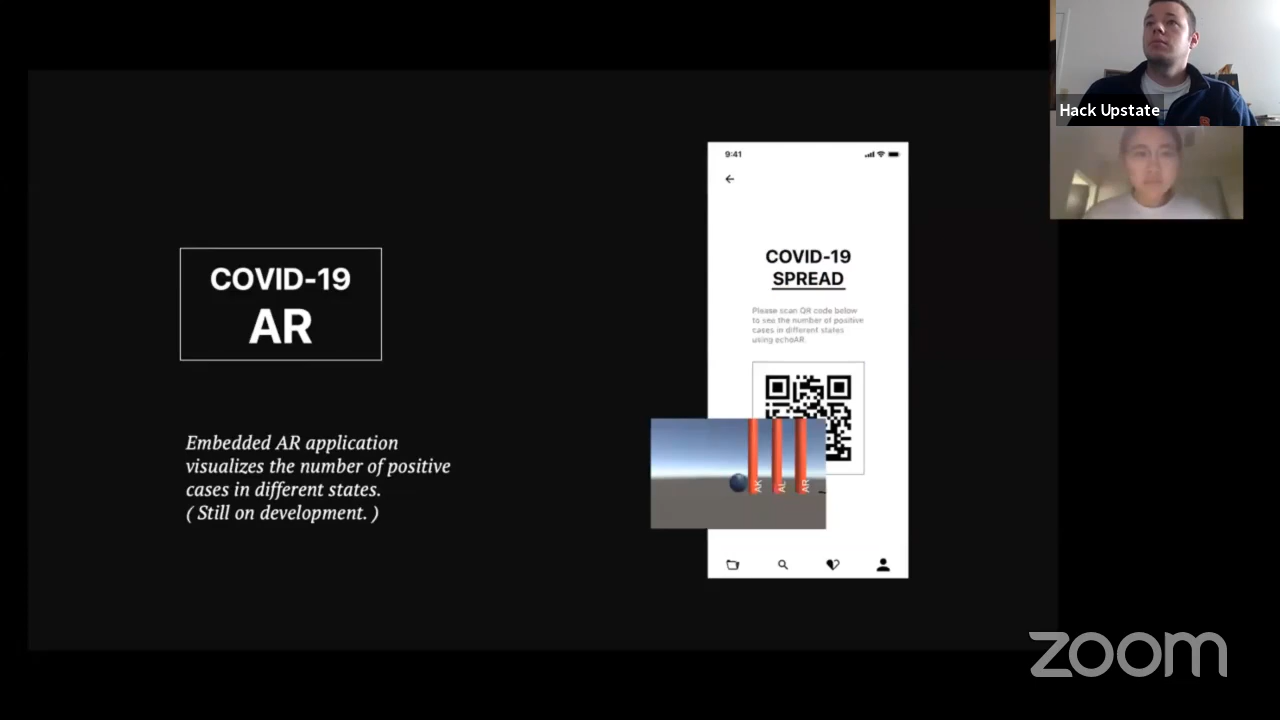 COVID-19
AR
Embedded AR application
visualizes the number of positive
cases in different states.
( Still on development. )
9:41
COVID-19
SPREAD
Please scan QR code below
to see the number of positive
cases in different states
using echoAR.
AK
AL
AR
Hack Upstate
zoom